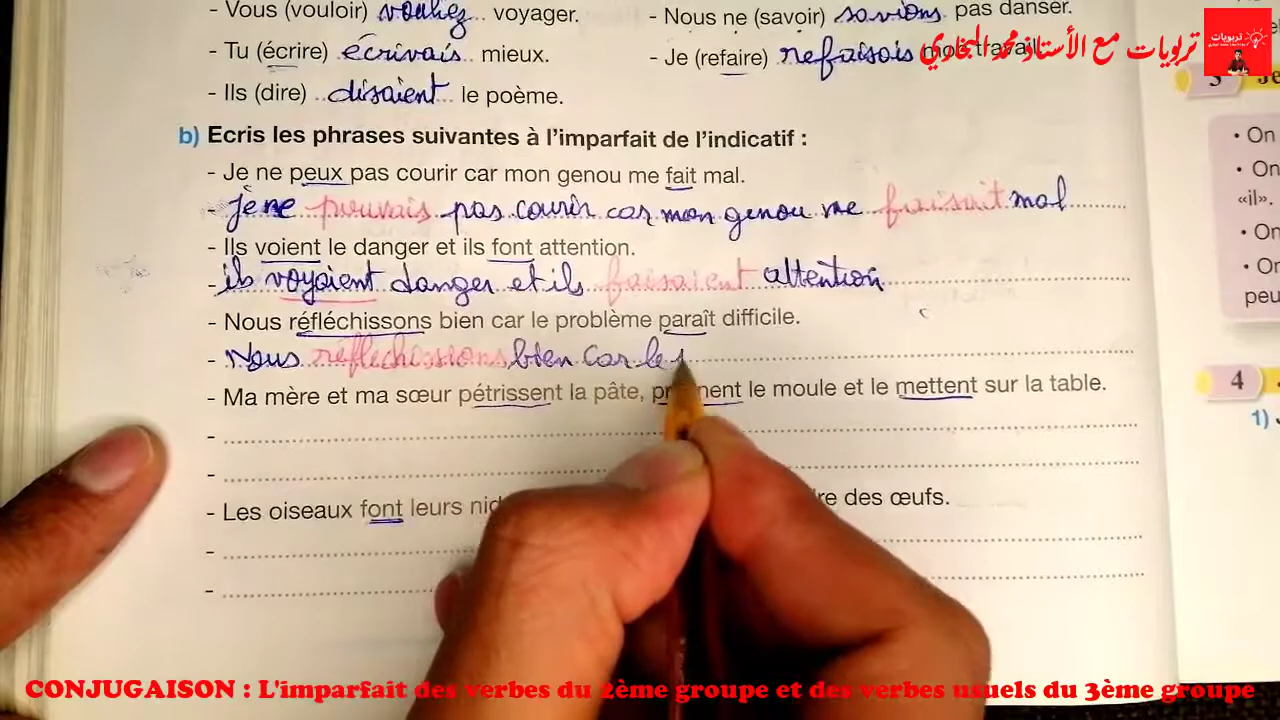 - Vous (vouloir) vouliez voyager.
- Nous ne (savoir) savions pas danser.
- Tu (écrire) écrivais mieux.
- Je (refaire) refaisais travail.
- Ils (dire) disaient le poème.
تربويات مع الأستاذ محمد البخاري
تربويات
b) Ecris les phrases suivantes à l'imparfait de l'indicatif :
- Je ne peux pas courir car mon genou me fait mal.
- Je ne pouvais pas courir car mon genou me faisait mal
- Ils voient le danger et ils font attention.
- ils voyaient danger et ils faisaient attention
- Nous réfléchissons bien car le problème paraît difficile.
- Nous réfléchissions bien car le
- Ma mère et ma sœur pétrissent la pâte, le moule et le mettent sur la table.
-
-
- Les oiseaux font leurs des œufs.
-
-
3
• On
• On
«il».
• On
• On
peu
4
1)
CONJUGAISON : L'imparfait des verbes du 2ème groupe et des verbes usuels du 3ème groupe